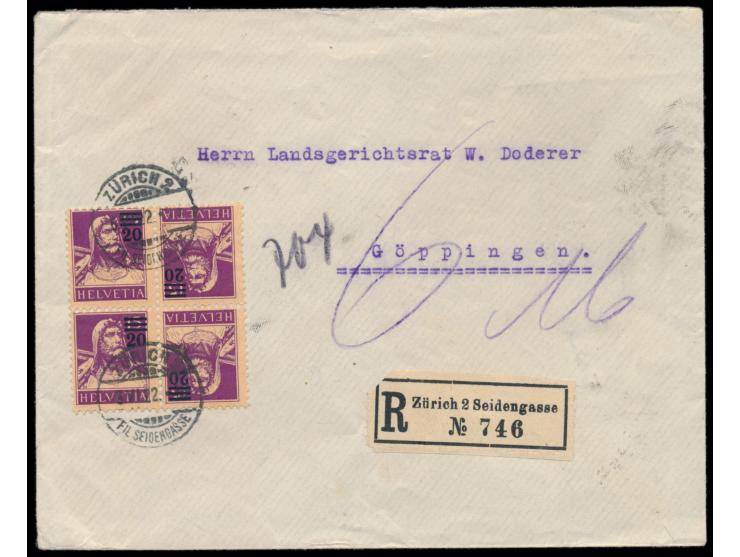 Herrn Landsgerichtsrat W. Doderer
ZÜRICH 2
20 20
HELVETIA HELVETIA
704
Göppingen.
20 20
HELVETIA HELVETIA
FIL. SEIDENGASSE
R Zürich 2 Seidengasse
№ 746